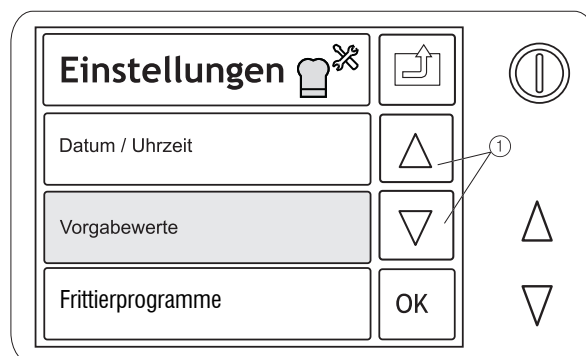 Einstellungen
Datum / Uhrzeit
1
Vorgabewerte
Frittierprogramme
OK